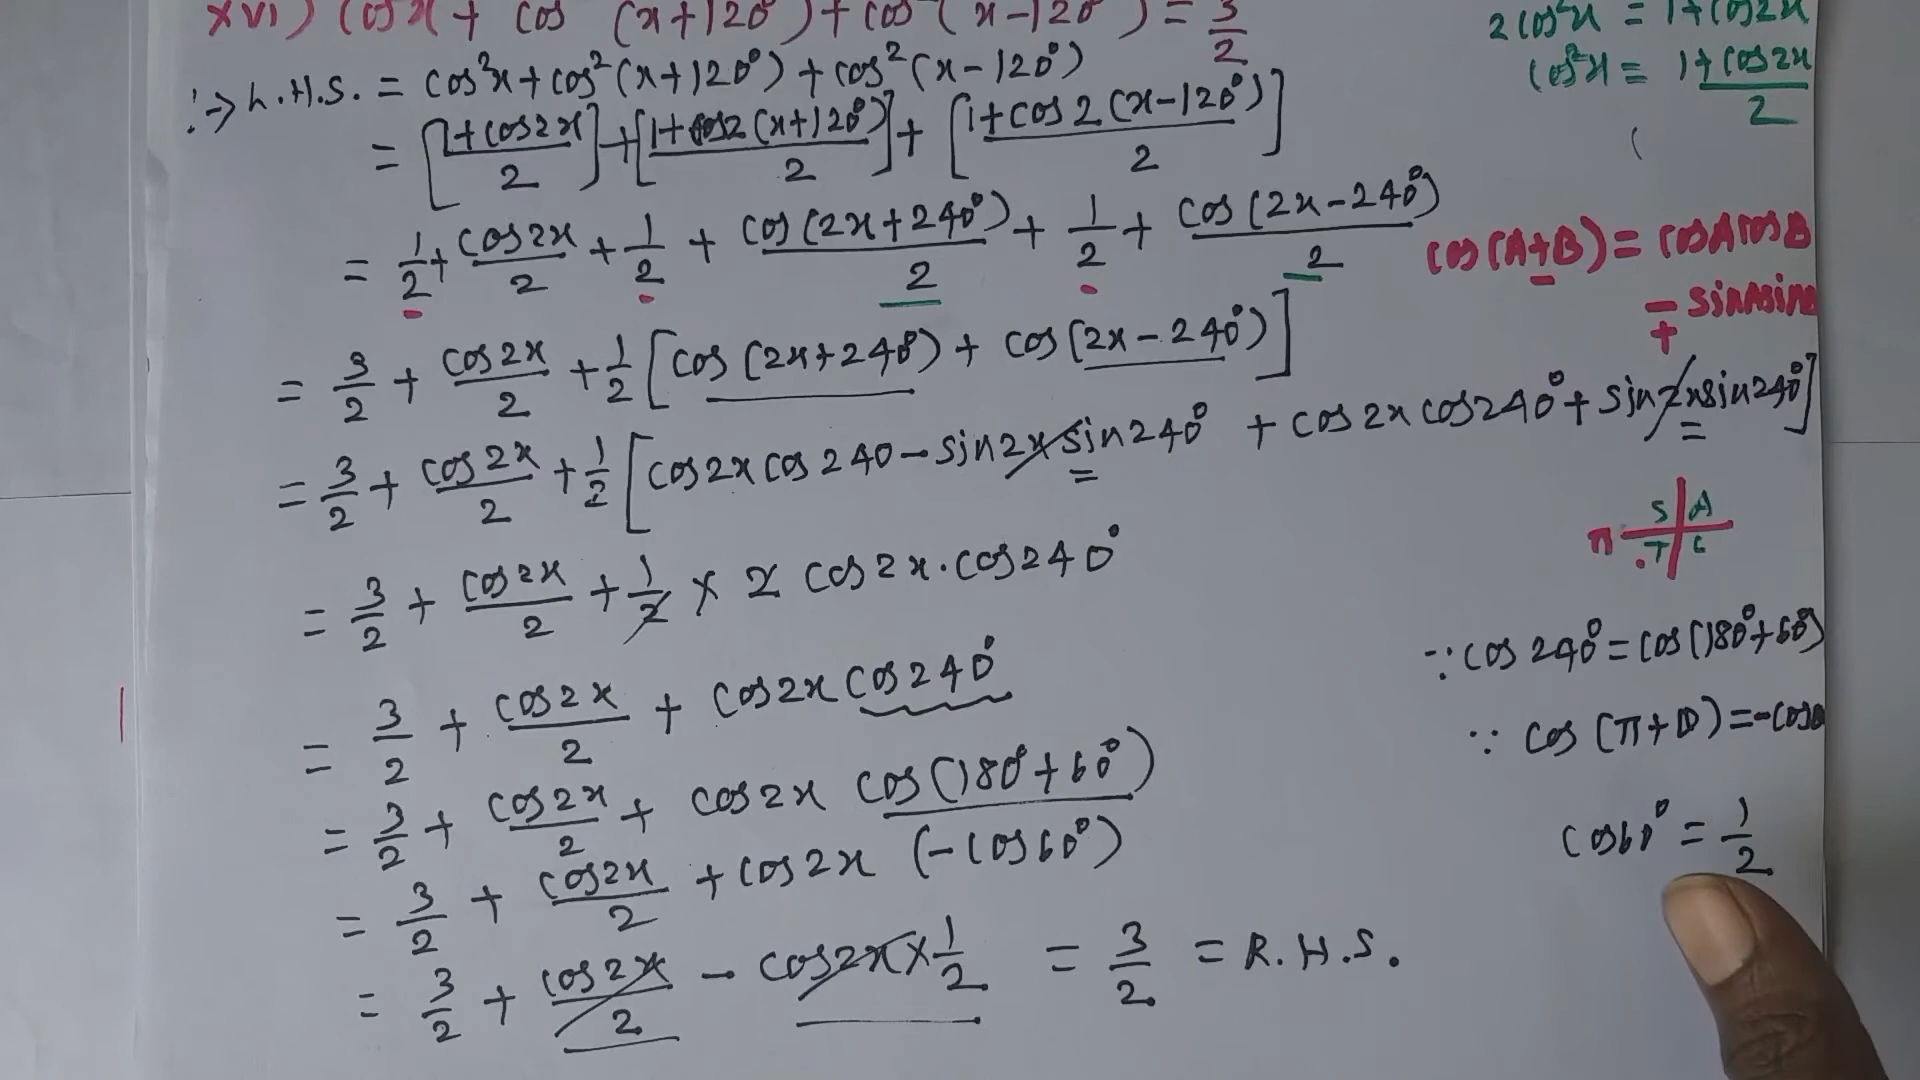 xvi) cos x + cos (x+120°) + cos (x-120°) = 3/2
2cos²x = 1+cos2x
cos²x = 1+cos2x/2
:→ L.H.S. = cos²x + cos²(x+120°) + cos²(x-120°)
= [1+cos2x/2] + [1+cos2(x+120°)/2] + [1+cos2(x-120°)/2]
= 1/2 + cos2x/2 + 1/2 + cos(2x+240°)/2 + 1/2 + cos(2x-240°)/2
cos(A+B) = cosAcosB
∓ sinAsinB
= 3/2 + cos2x/2 + 1/2 [cos(2x+240°) + cos(2x-240°)]
= 3/2 + cos2x/2 + 1/2 [cos2x cos240 - sin2x sin240° + cos2x cos240° + sin2x sin240°]
S A
π T C
= 3/2 + cos2x/2 + 1/2 × 2 cos2x.cos240°
∵ cos240° = cos(180°+60°)
= 3/2 + cos2x/2 + cos2x cos240°
∵ cos(π+θ) = -cosθ
= 3/2 + cos2x/2 + cos2x cos(180°+60°)
= 3/2 + cos2x/2 + cos2x (-cos60°)
cos60° = 1/2
= 3/2 + cos2x/2 - cos2x×1/2 = 3/2 = R.H.S.